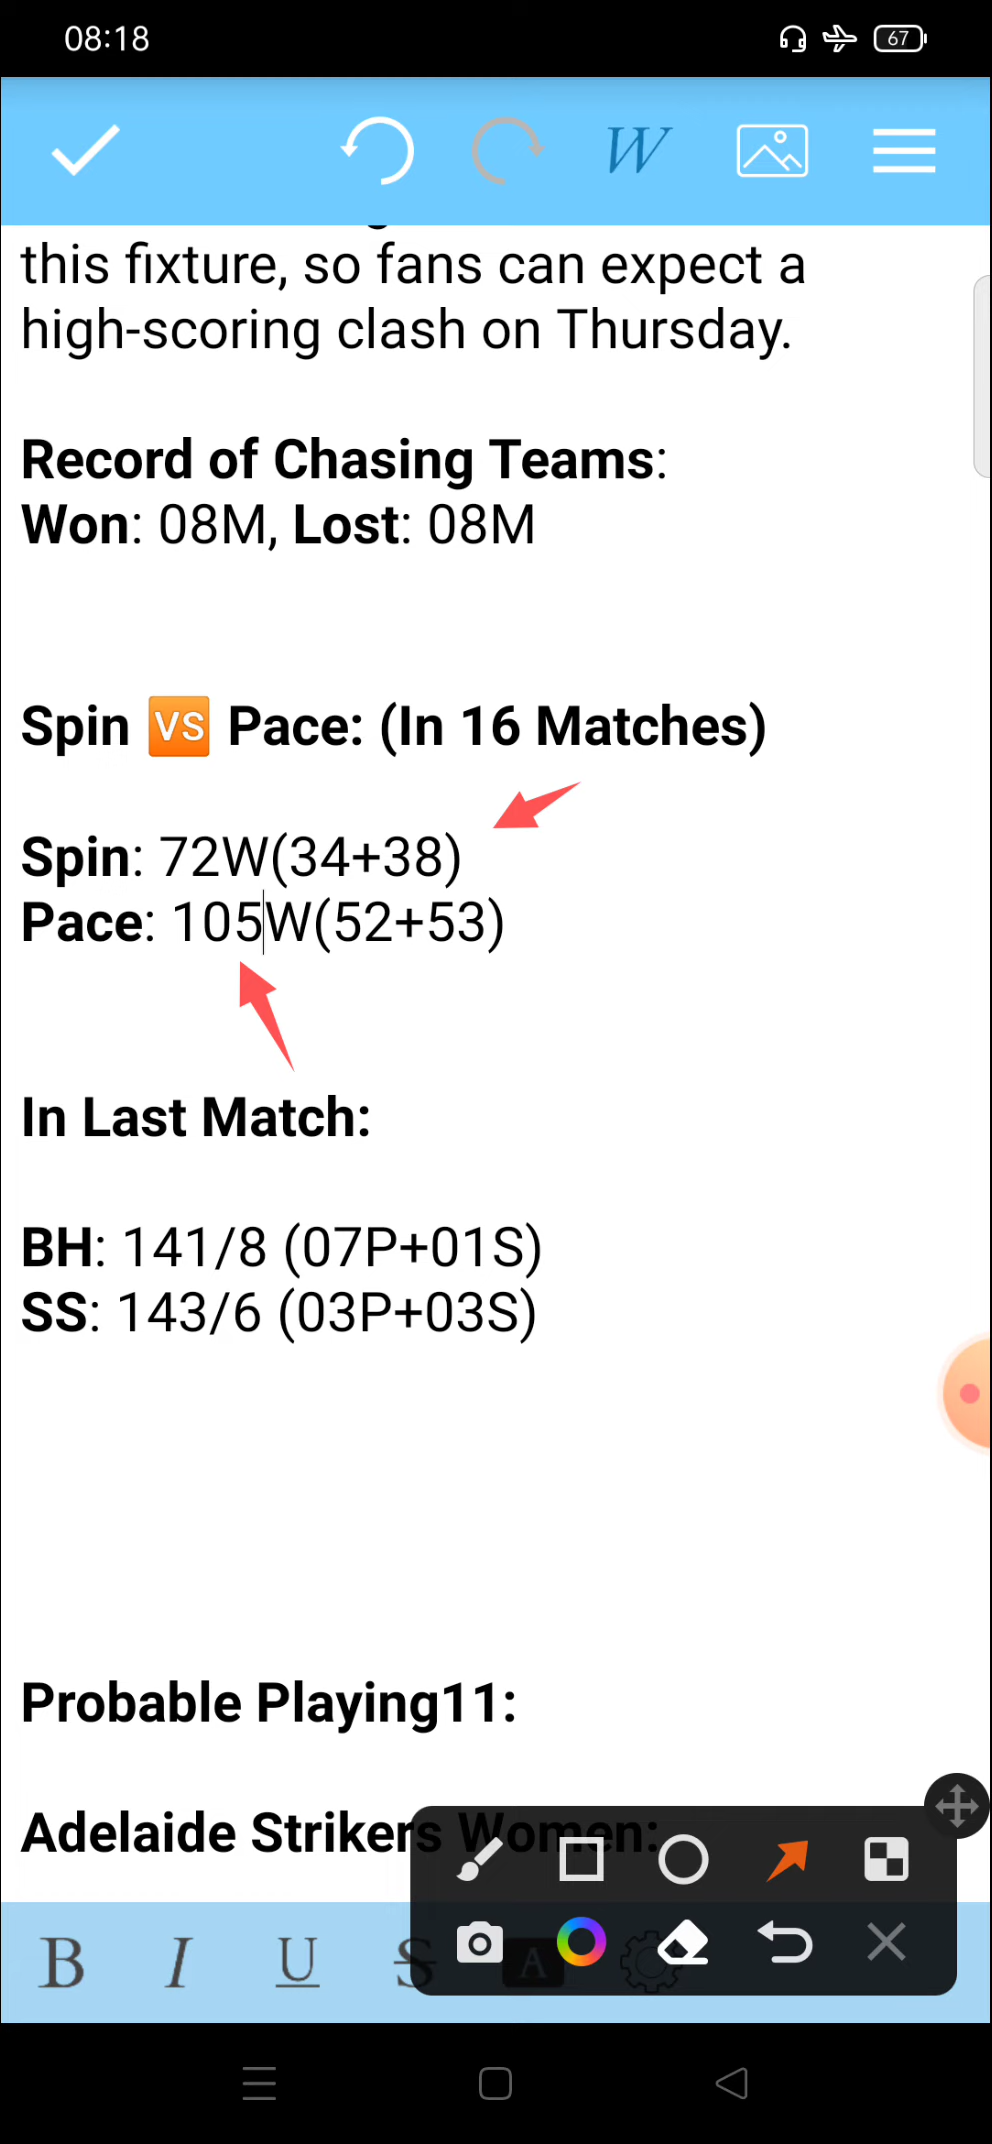 08:18
67
W
this fixture, so fans can expect a
high-scoring clash on Thursday.
Record of Chasing Teams:
Won: 08M, Lost: 08M
Spin 🆚 Pace: (In 16 Matches)
Spin: 72W(34+38)
Pace: 105W(52+53)
In Last Match:
BH: 141/8 (07P+01S)
SS: 143/6 (03P+03S)
Probable Playing11:
Adelaide Strikers Women:
B I U S A